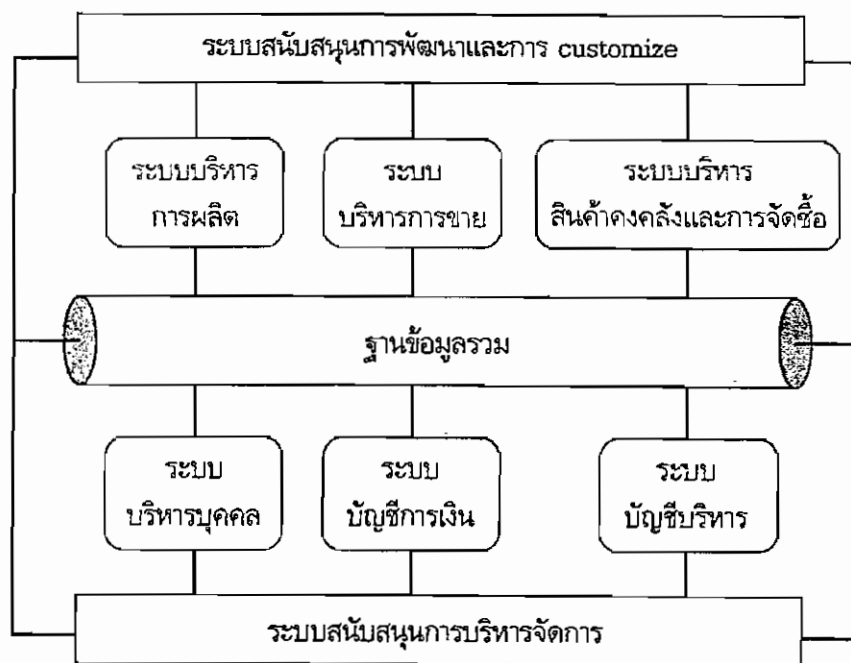 ระบบสนับสนุนการพัฒนาและการ customize
ระบบบริหาร
การผลิต
ระบบ
บริหารการขาย
ระบบบริหาร
สินค้าคงคลังและการจัดซื้อ
ฐานข้อมูลรวม
ระบบ
บริหารบุคคล
ระบบ
บัญชีการเงิน
ระบบ
บัญชีบริหาร
ระบบสนับสนุนการบริหารจัดการ